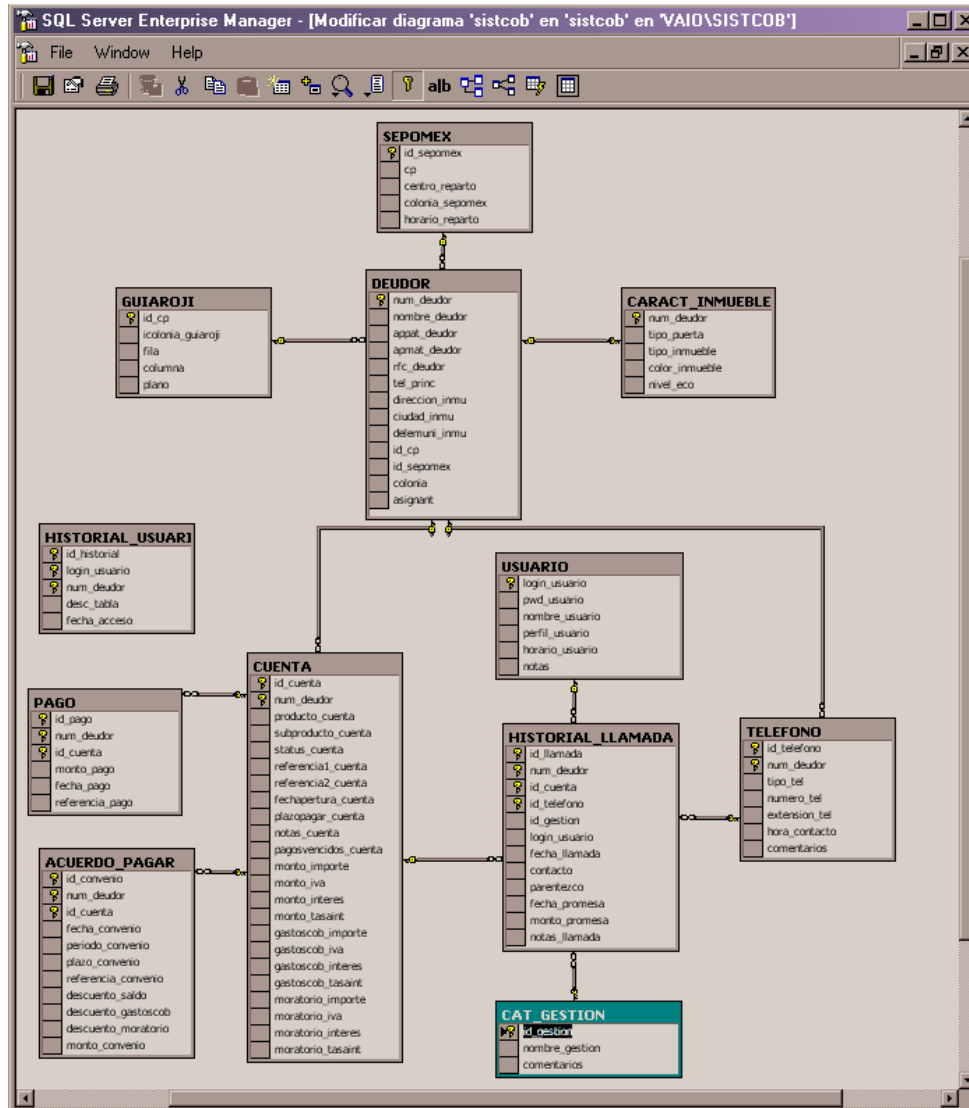 SQL Server Enterprise Manager - [Modificar diagrama 'sistcob' en 'sistcob' en 'VAIO\SISTCOB']
File Window Help
a|b
SEPOMEX
id_sepomex
cp
centro_reparto
colonia_sepomex
horario_reparto
GUIAROJI
id_cp
icolonia_guiaroji
fila
columna
plano
DEUDOR
num_deudor
nombre_deudor
appat_deudor
apmat_deudor
rfc_deudor
tel_princ
direccion_inmu
ciudad_inmu
delemuni_inmu
id_cp
id_sepomex
colonia
asignant
CARACT_INMUEBLE
num_deudor
tipo_puerta
tipo_inmueble
color_inmueble
nivel_eco
HISTORIAL_USUARI
id_historial
login_usuario
num_deudor
desc_tabla
fecha_acceso
USUARIO
login_usuario
pwd_usuario
nombre_usuario
perfil_usuario
horario_usuario
notas
PAGO
id_pago
num_deudor
id_cuenta
monto_pago
fecha_pago
referencia_pago
CUENTA
id_cuenta
num_deudor
producto_cuenta
subproducto_cuenta
status_cuenta
referencia1_cuenta
referencia2_cuenta
fechapertura_cuenta
plazopagar_cuenta
notas_cuenta
pagosvencidos_cuenta
monto_importe
monto_iva
monto_interes
monto_tasaint
gastoscob_importe
gastoscob_iva
gastoscob_interes
gastoscob_tasaint
moratorio_importe
moratorio_iva
moratorio_interes
moratorio_tasaint
HISTORIAL_LLAMADA
id_llamada
num_deudor
id_cuenta
id_telefono
id_gestion
login_usuario
fecha_llamada
contacto
parentezco
fecha_promesa
monto_promesa
notas_llamada
TELEFONO
id_telefono
num_deudor
tipo_tel
numero_tel
extension_tel
hora_contacto
comentarios
ACUERDO_PAGAR
id_convenio
num_deudor
id_cuenta
fecha_convenio
periodo_convenio
plazo_convenio
referencia_convenio
descuento_saldo
descuento_gastoscob
descuento_moratorio
monto_convenio
CAT_GESTION
id_gestion
nombre_gestion
comentarios